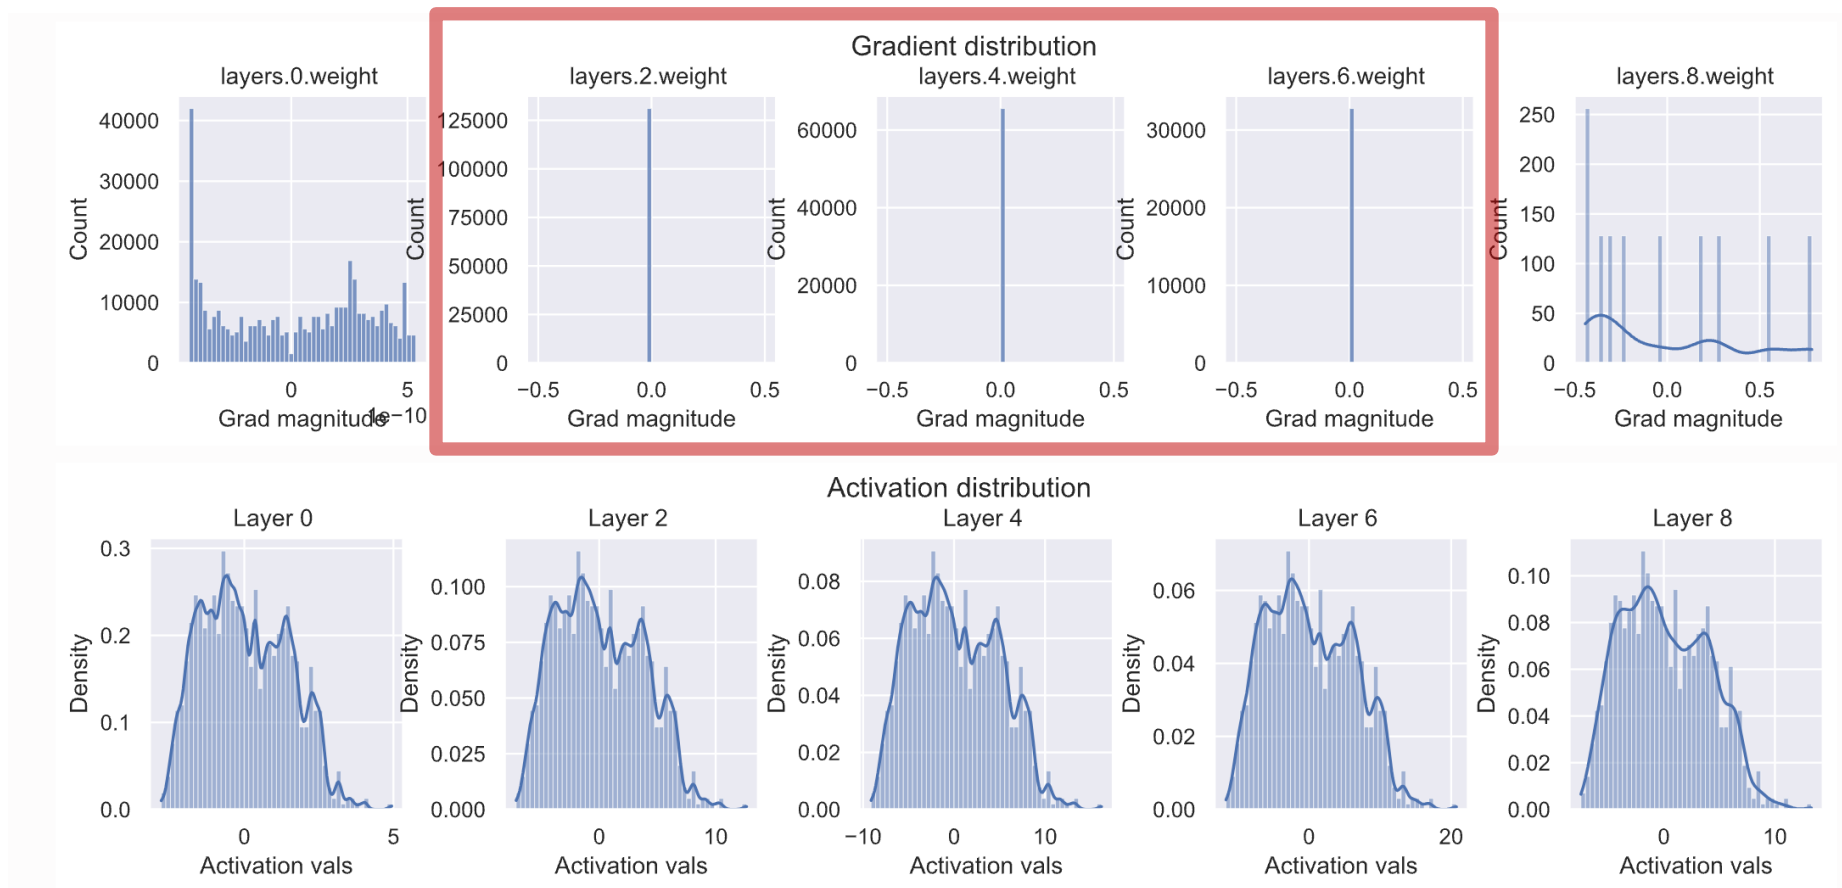 Gradient distribution
layers.0.weight
layers.2.weight
layers.4.weight
layers.6.weight
layers.8.weight
40000
30000
20000
10000
0
Count
0
5
1e−10
Grad magnitude
125000
100000
75000
50000
25000
0
Count
−0.5
0.0
0.5
Grad magnitude
60000
40000
20000
0
Count
−0.5
0.0
0.5
Grad magnitude
30000
20000
10000
0
Count
−0.5
0.0
0.5
Grad magnitude
250
200
150
100
50
0
Count
−0.5
0.0
0.5
Grad magnitude
Activation distribution
Layer 0
Layer 2
Layer 4
Layer 6
Layer 8
0.3
0.2
0.1
0.0
Density
0
5
Activation vals
0.100
0.075
0.050
0.025
0.000
Density
0
10
Activation vals
0.08
0.06
0.04
0.02
0.00
Density
−10
0
10
Activation vals
0.06
0.04
0.02
0.00
Density
0
20
Activation vals
0.10
0.08
0.06
0.04
0.02
0.00
Density
0
10
Activation vals